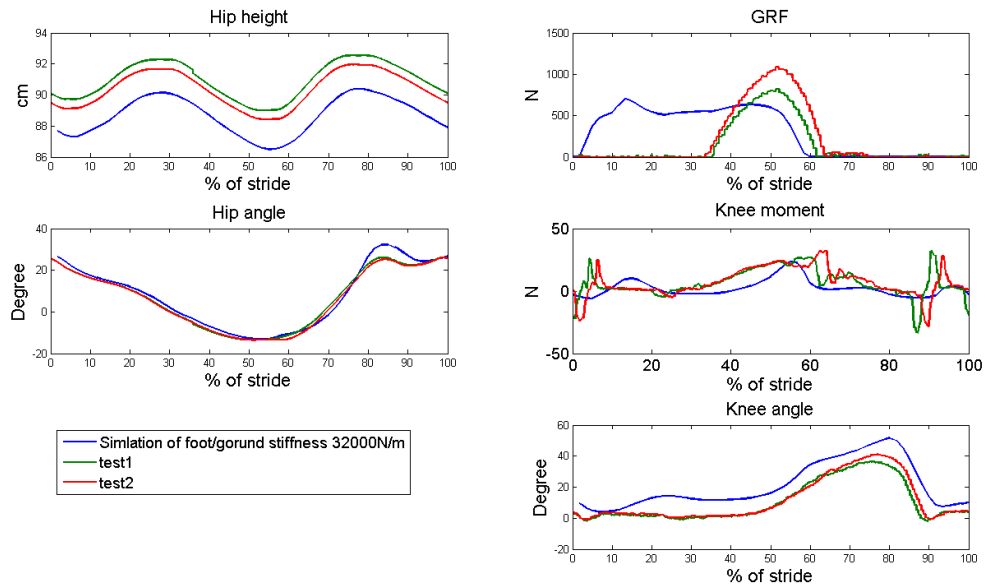 Hip height
94
92
90
88
86
cm
0 10 20 30 40 50 60 70 80 90 100
% of stride
GRF
1500
1000
500
0
N
0 10 20 30 40 50 60 70 80 90 100
% of stride
Hip angle
40
20
0
-20
Degree
0 10 20 30 40 50 60 70 80 90 100
% of stride
Knee moment
50
0
-50
N
0 20 40 60 80 100
% of stride
Simlation of foot/gorund stiffness 32000N/m
test1
test2
Knee angle
60
40
20
0
-20
Degree
0 10 20 30 40 50 60 70 80 90 100
% of stride